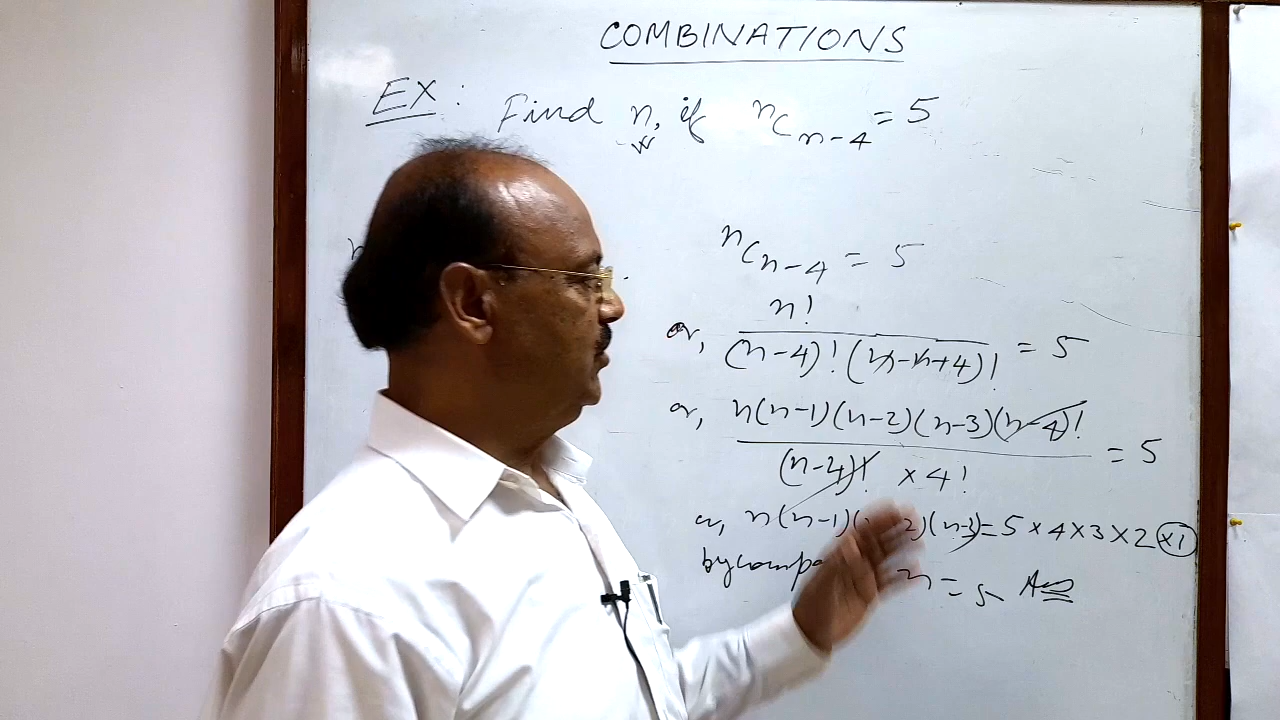 COMBINATIONS
EX: Find n, if ⁿCₙ₋₄ = 5
ⁿCₙ₋₄ = 5
or, n! / (n-4)! (n-n+4)! = 5
or, n(n-1)(n-2)(n-3)(n-4)! / (n-4)! × 4! = 5
or, n(n-1)( 2)(n-3) = 5×4×3×2×1
by n = 5 Ans